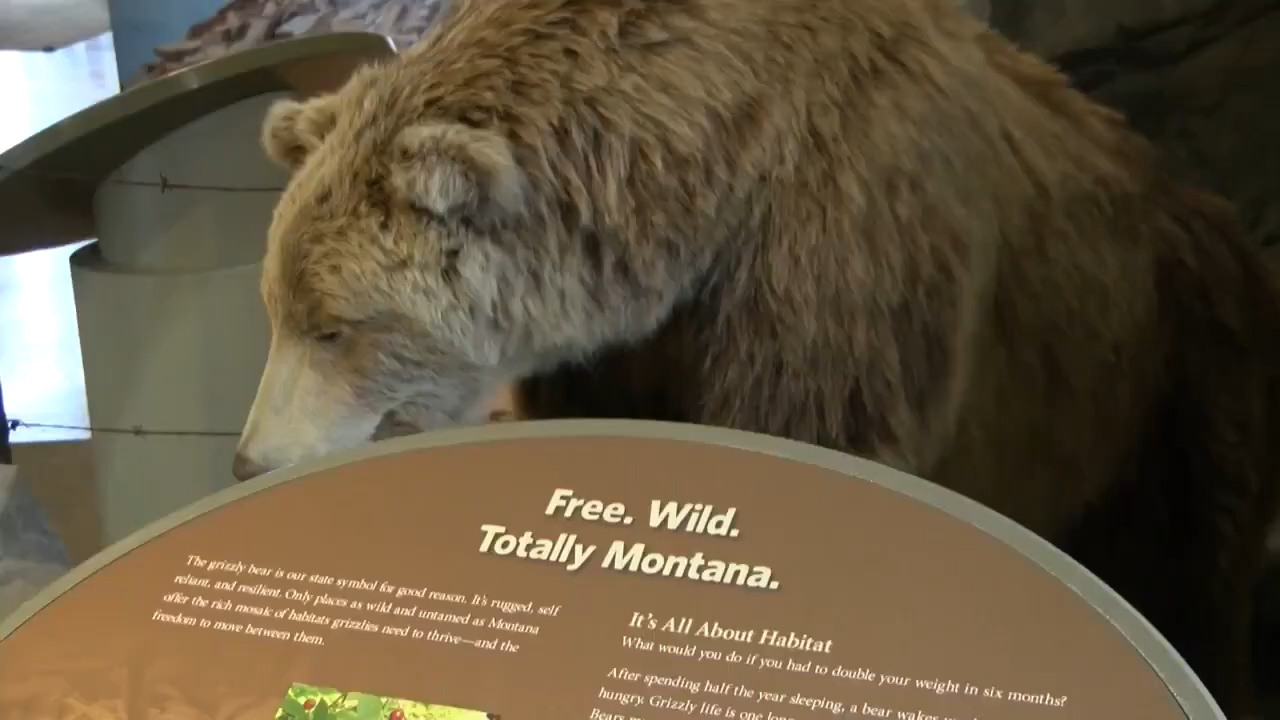 Free. Wild.
Totally Montana.
The grizzly bear is our state symbol for good reason. It's rugged, self
reliant, and resilient. Only places as wild and untamed as Montana
offer the rich mosaic of habitats grizzlies need to thrive—and the
freedom to move between them.
It's All About Habitat
What would you do if you had to double your weight in six months?
After spending half the year sleeping, a bear wakes
hungry. Grizzly life is one
Bears